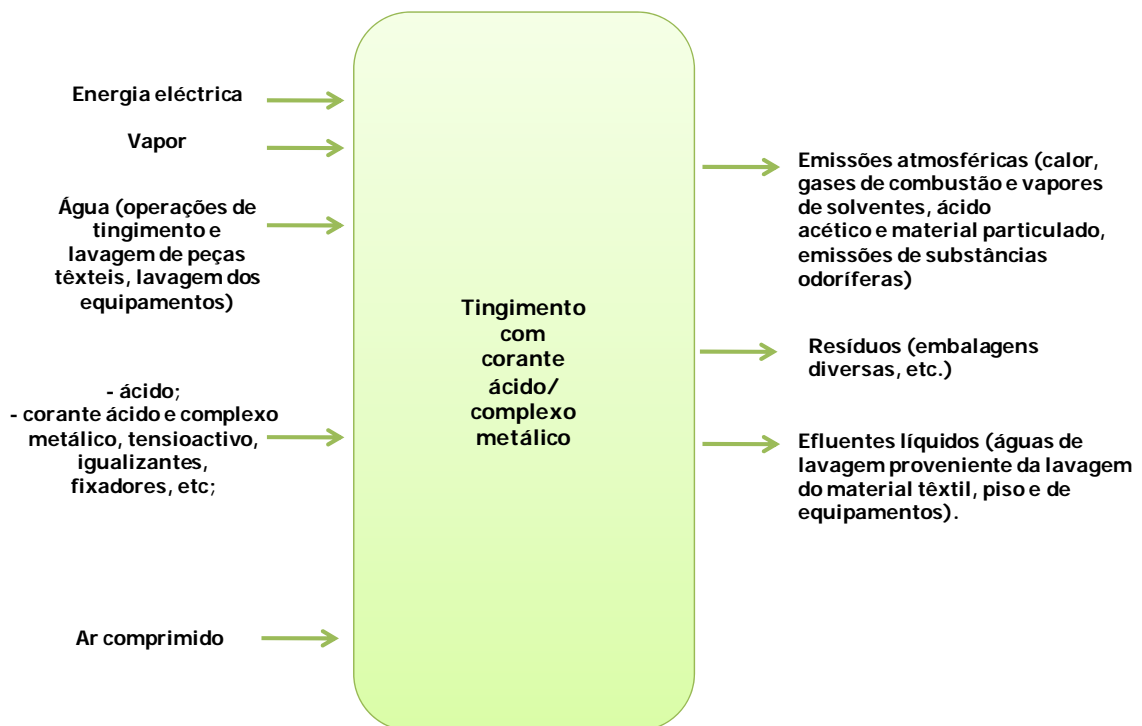 Energia eléctrica
Vapor
Água (operações de
tingimento e
lavagem de peças
têxteis, lavagem dos
equipamentos)
- ácido;
- corante ácido e complexo
metálico, tensioactivo,
igualizantes,
fixadores, etc;
Ar comprimido
Tingimento
com
corante
ácido/
complexo
metálico
Emissões atmosféricas (calor,
gases de combustão e vapores
de solventes, ácido
acético e material particulado,
emissões de substâncias
odoríferas)
Resíduos (embalagens
diversas, etc.)
Efluentes líquidos (águas de
lavagem proveniente da lavagem
do material têxtil, piso e de
equipamentos).